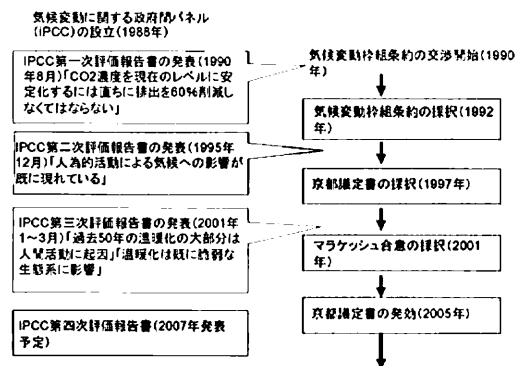 気候変動に関する政府間パネル
(IPCC)の設立(1988年)
IPCC第一次評価報告書の発表(1990
年8月)「CO2濃度を現在のレベルに安
定化するには直ちに排出を60%削減し
なくてはならない」
IPCC第二次評価報告書の発表(1995年
12月)「人為的活動による気候への影響が
既に現れている」
IPCC第三次評価報告書の発表(2001年
1~3月)「過去50年の温暖化の大部分は
人間活動に起因」「温暖化は既に脆弱な
生態系に影響」
IPCC第四次評価報告書(2007年発表
予定)
気候変動枠組条約の交渉開始(1990
年)
気候変動枠組条約の採択(1992
年)
京都議定書の採択(1997年)
マラケッシュ合意の採択(2001
年)
京都議定書の発効(2005年)